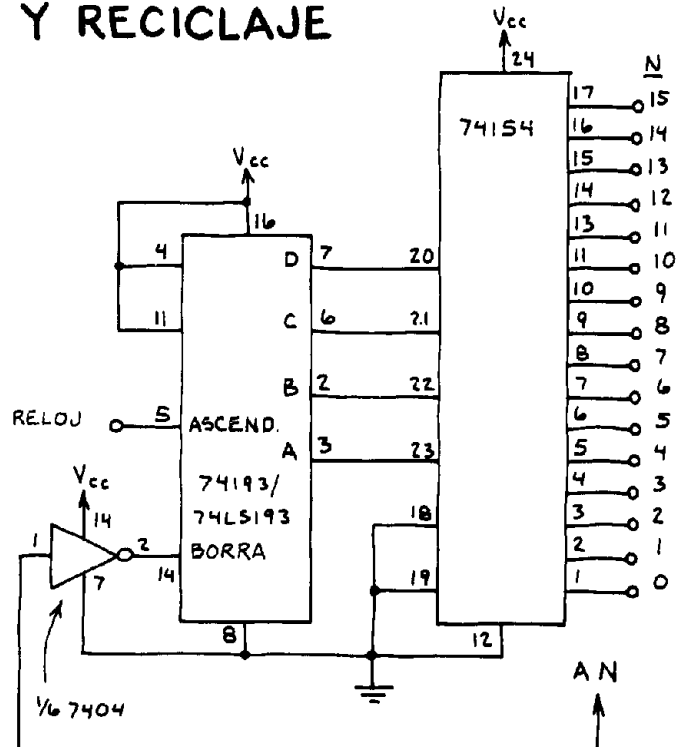 Y RECICLAJE
Vcc
24
N
74154
17 15
16 14
15 13
14 12
13 11
11 10
10 9
9 8
8 7
7 6
6 5
5 4
4 3
3 2
2 1
1 0
Vcc
16
4
D 7 20
11
C 6 21
B 2 22
RELOJ 5 ASCEND.
A 3 23
74193/
74LS193
Vcc
14
1 2
14 BORRA
7
18
19
8
12
1/6 7404
A N